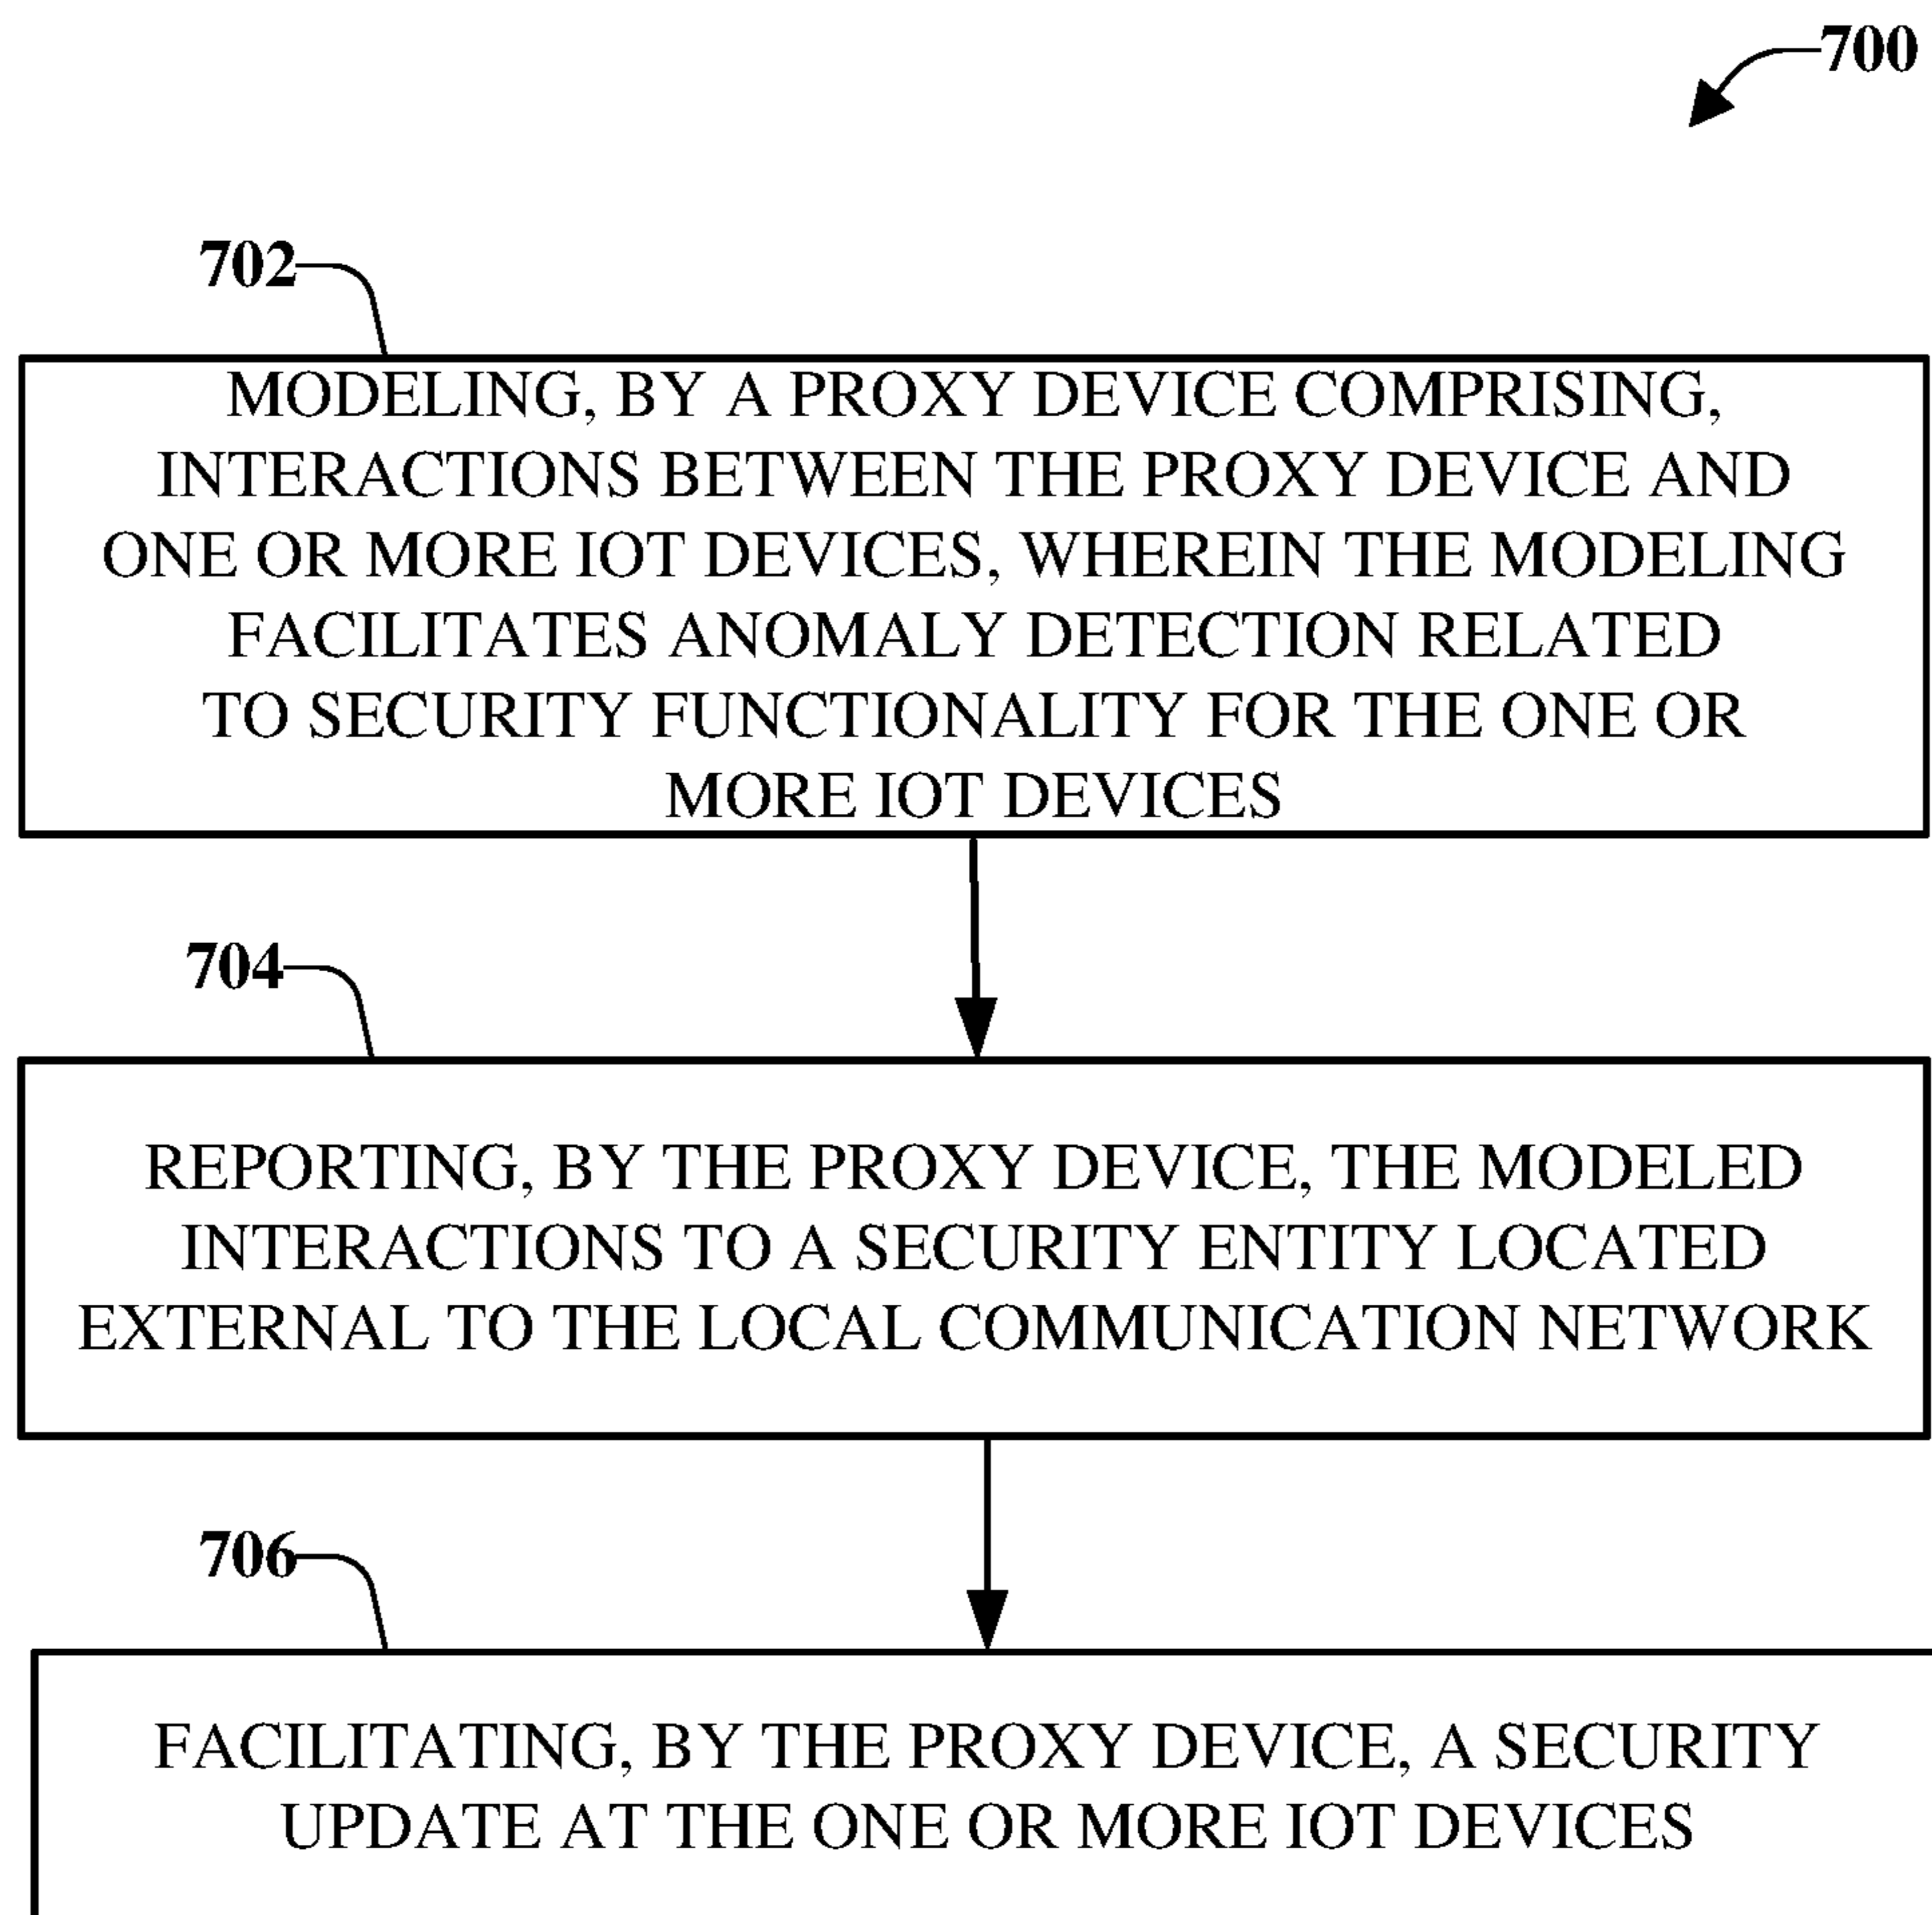 700
702
MODELING, BY A PROXY DEVICE COMPRISING,
INTERACTIONS BETWEEN THE PROXY DEVICE AND
ONE OR MORE IOT DEVICES, WHEREIN THE MODELING
FACILITATES ANOMALY DETECTION RELATED
TO SECURITY FUNCTIONALITY FOR THE ONE OR
MORE IOT DEVICES
704
REPORTING, BY THE PROXY DEVICE, THE MODELED
INTERACTIONS TO A SECURITY ENTITY LOCATED
EXTERNAL TO THE LOCAL COMMUNICATION NETWORK
706
FACILITATING, BY THE PROXY DEVICE, A SECURITY
UPDATE AT THE ONE OR MORE IOT DEVICES